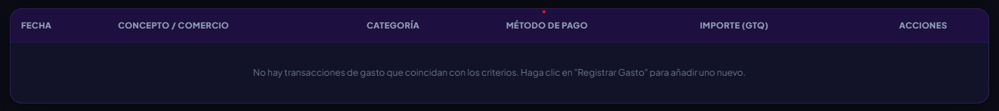 FECHA CONCEPTO / COMERCIO CATEGORÍA MÉTODO DE PAGO IMPORTE (GTQ) ACCIONES
No hay transacciones de gasto que coincidan con los criterios. Haga clic en "Registrar Gasto" para añadir uno nuevo.